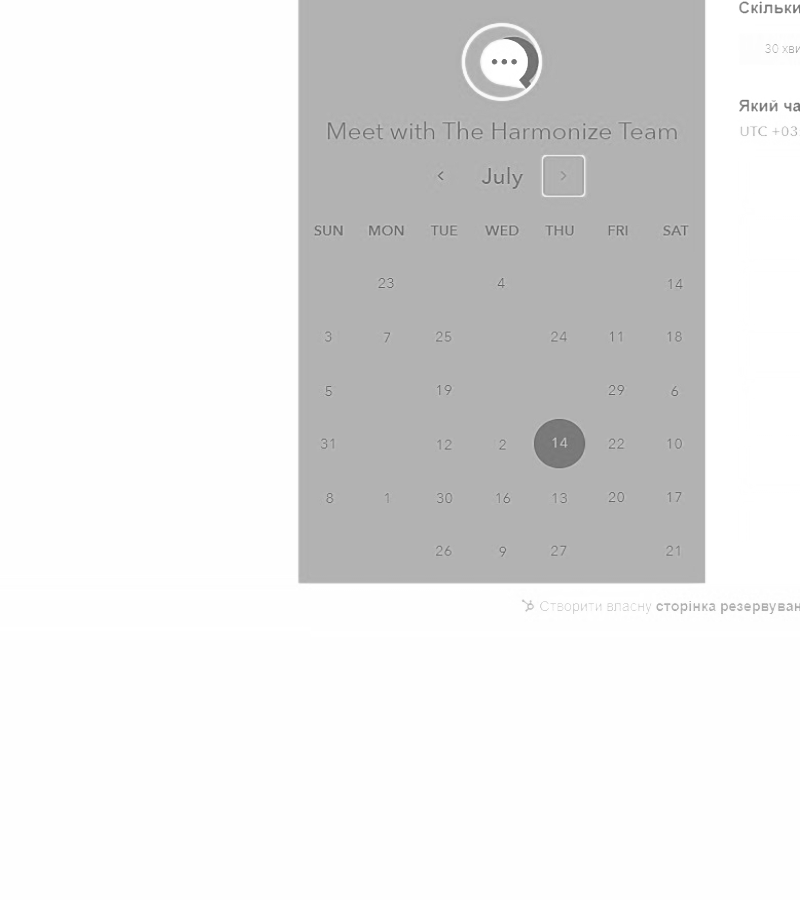 Скільки
30 хви
Meet with The Harmonize Team
Який ча
UTC +03
July
SUN MON TUE WED THU FRI SAT
23 4 14
3 7 25 24 11 18
5 19 29 6
31 12 2 14 22 10
8 1 30 16 13 20 17
26 9 27 21
Створити власну сторінка резервуван